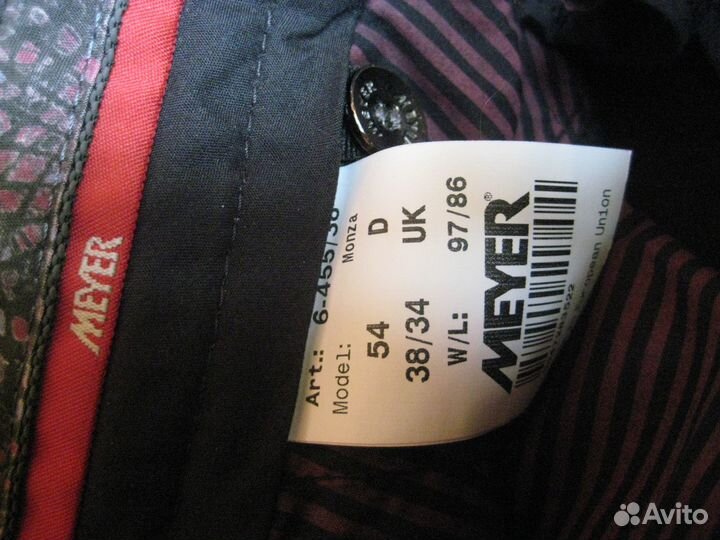 MEYER
Art.: 6-455/38
Model: Monza
54 D
38/34 UK
W/L: 97/86
MEYER®
European Union
Avito